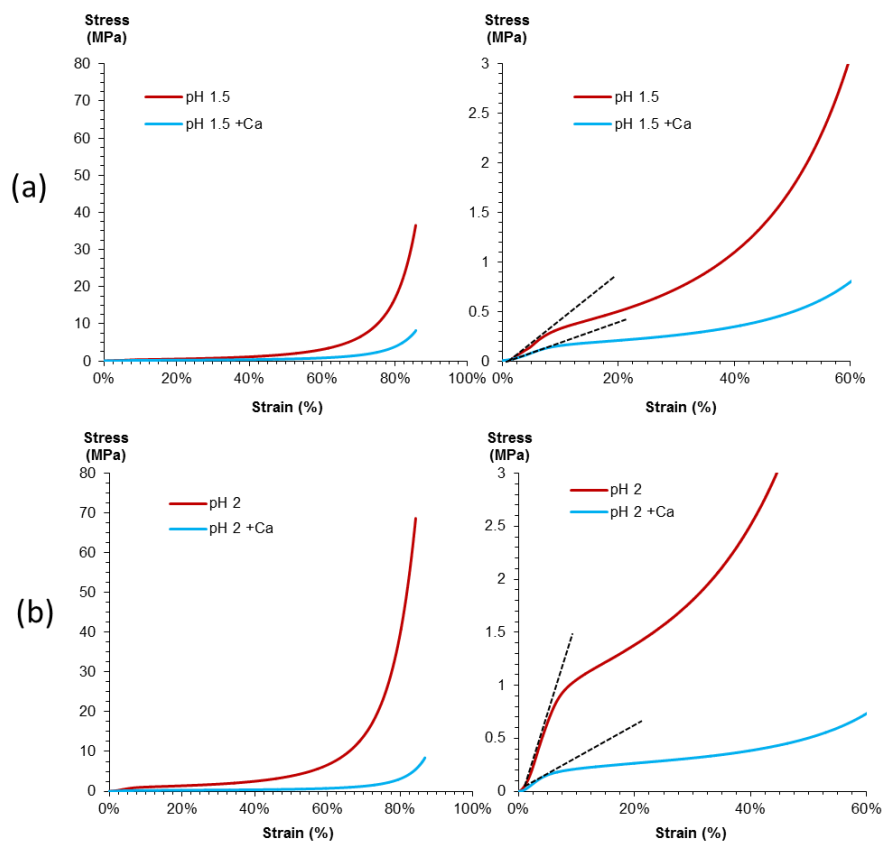 Stress
(MPa)
80
70
60
50
40
30
20
10
0
pH 1.5
pH 1.5 +Ca
0% 20% 40% 60% 80% 100%
Strain (%)
Stress
(MPa)
3
2.5
2
1.5
1
0.5
0
pH 1.5
pH 1.5 +Ca
0% 20% 40% 60%
Strain (%)
(a)
Stress
(MPa)
80
70
60
50
40
30
20
10
0
pH 2
pH 2 +Ca
0% 20% 40% 60% 80% 100%
Strain (%)
Stress
(MPa)
3
2.5
2
1.5
1
0.5
0
pH 2
pH 2 +Ca
0% 20% 40% 60%
Strain (%)
(b)